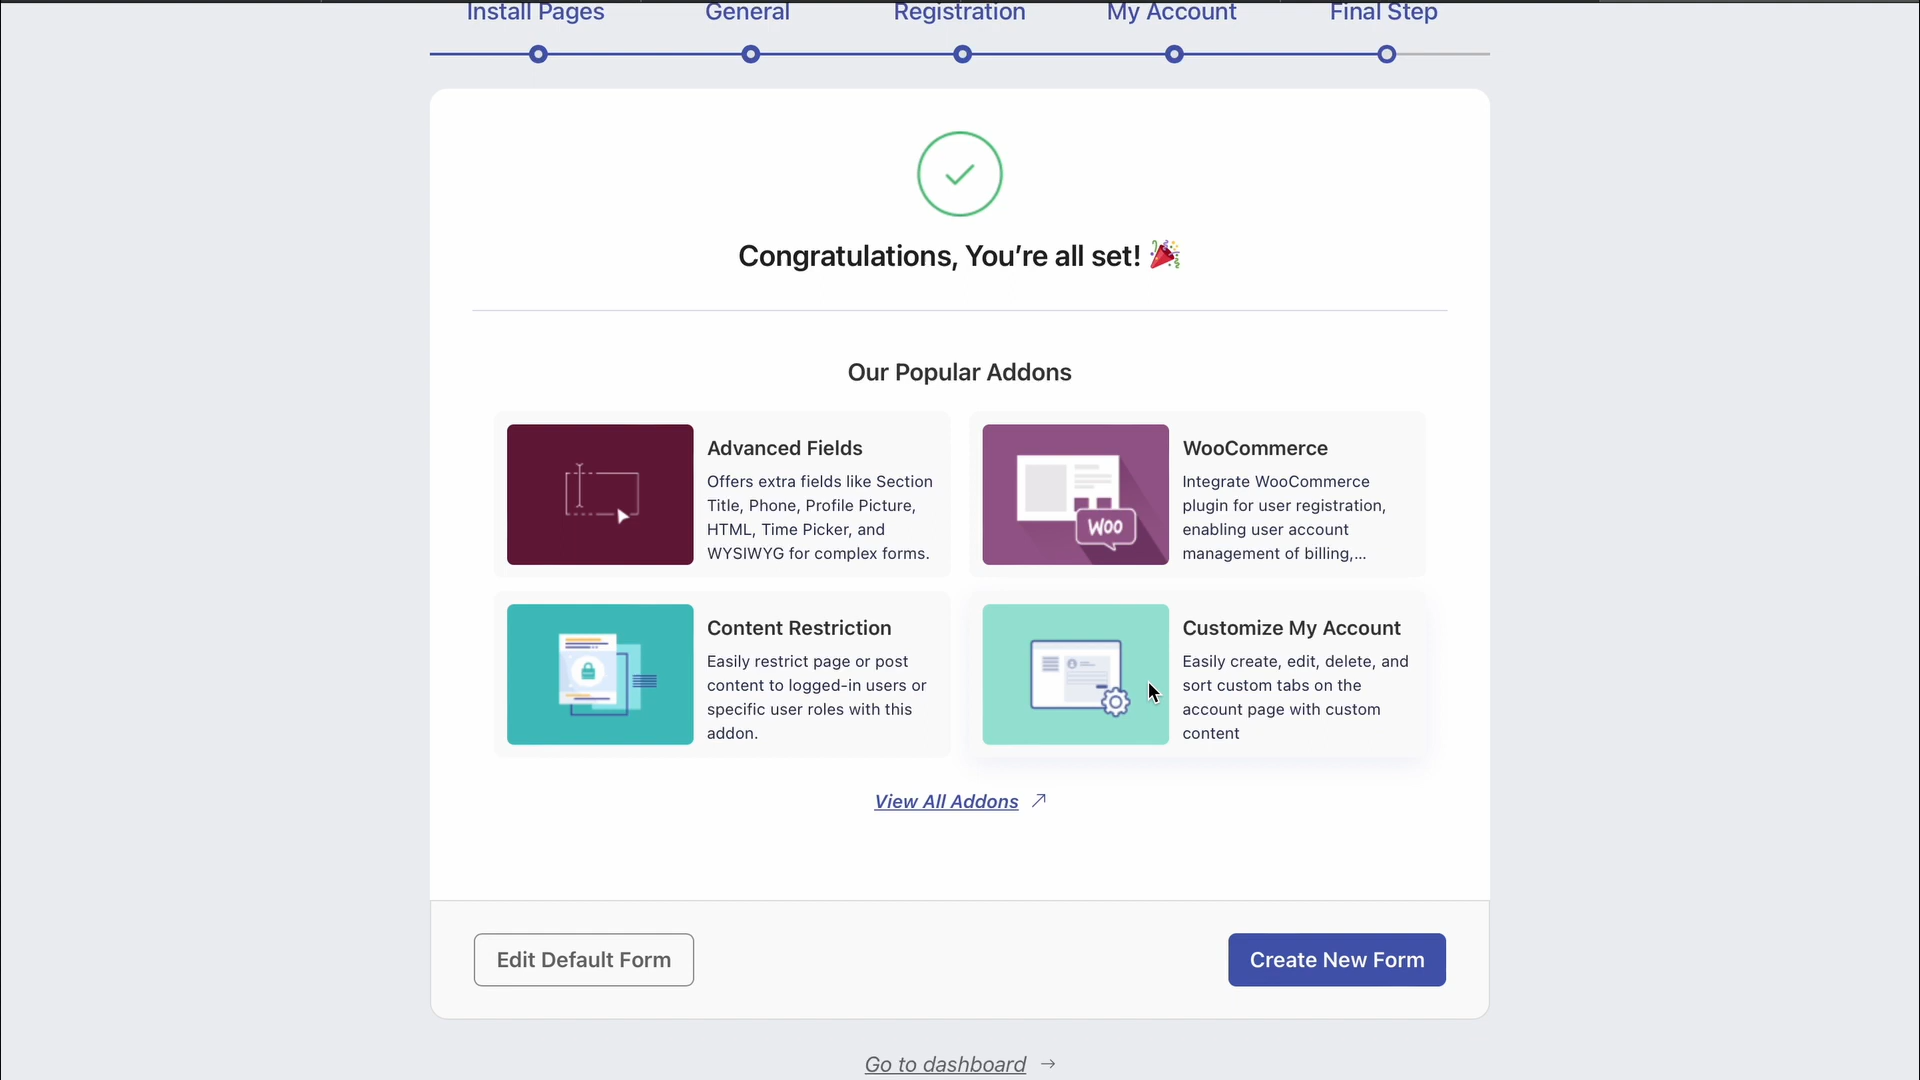 Install Pages
General
Registration
My Account
Final Step
Congratulations, You’re all set! 🎉
Our Popular Addons
Advanced Fields
Offers extra fields like Section
Title, Phone, Profile Picture,
HTML, Time Picker, and
WYSIWYG for complex forms.
Woo
WooCommerce
Integrate WooCommerce
plugin for user registration,
enabling user account
management of billing,...
Content Restriction
Easily restrict page or post
content to logged-in users or
specific user roles with this
addon.
Customize My Account
Easily create, edit, delete, and
sort custom tabs on the
account page with custom
content
View All Addons
Edit Default Form
Create New Form
Go to dashboard